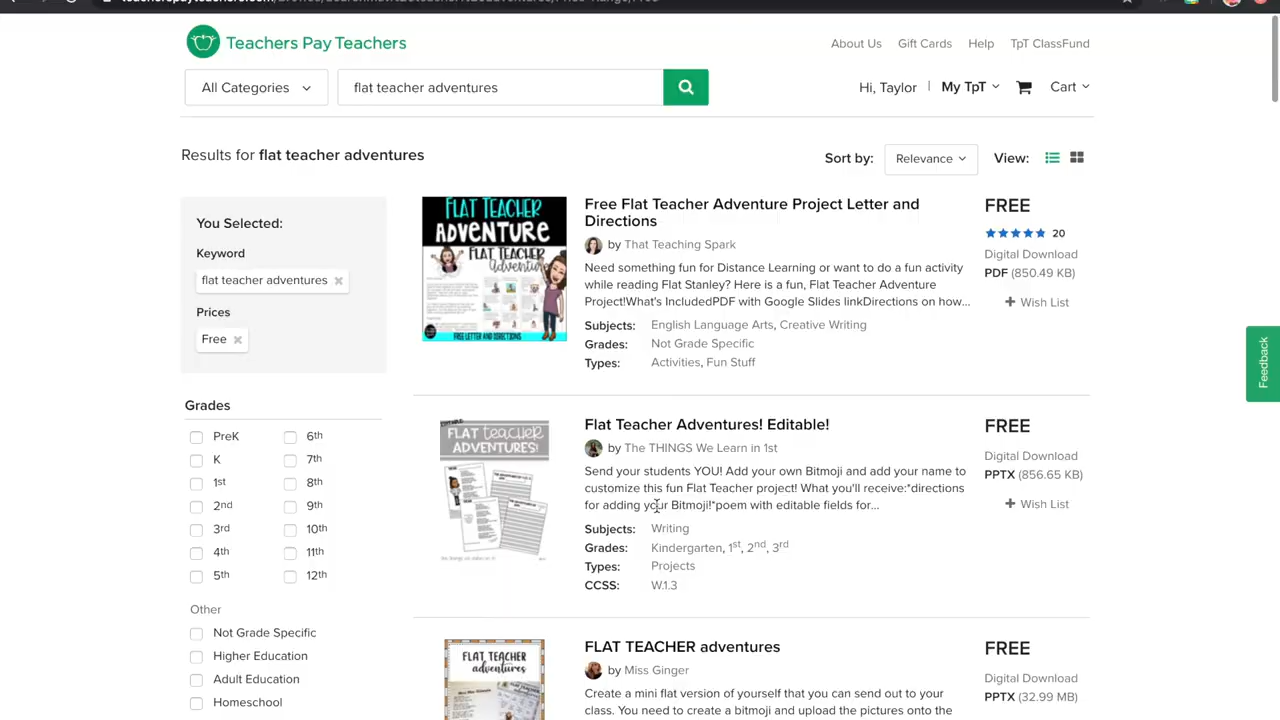 Teachers Pay Teachers
About Us Gift Cards Help TpT ClassFund
All Categories flat teacher adventures
Hi, Taylor | My TpT Cart
Results for flat teacher adventures
Sort by: Relevance View:
You Selected:
Keyword
flat teacher adventures
Prices
Free
Grades
PreK 6th
K 7th
1st 8th
2nd 9th
3rd 10th
4th 11th
5th 12th
Other
Not Grade Specific
Higher Education
Adult Education
Homeschool
FLAT TEACHER
ADVENTURE
FLAT TEACHER
FREE LETTER AND DIRECTIONS
Free Flat Teacher Adventure Project Letter and
Directions
by That Teaching Spark
Need something fun for Distance Learning or want to do a fun activity
while reading Flat Stanley? Here is a fun, Flat Teacher Adventure
Project!What's IncludedPDF with Google Slides linkDirections on how...
Subjects: English Language Arts, Creative Writing
Grades: Not Grade Specific
Types: Activities, Fun Stuff
FREE
20
Digital Download
PDF (850.49 KB)
+ Wish List
FLAT teacher
ADVENTURES!
Flat Teacher Adventures! Editable!
by The THINGS We Learn in 1st
Send your students YOU! Add your own Bitmoji and add your name to
customize this fun Flat Teacher project! What you'll receive:*directions
for adding your Bitmoji!*poem with editable fields for...
Subjects: Writing
Grades: Kindergarten, 1st, 2nd, 3rd
Types: Projects
CCSS: W.1.3
FREE
Digital Download
PPTX (856.65 KB)
+ Wish List
FLAT TEACHER
adventures
FLAT TEACHER adventures
by Miss Ginger
Create a mini flat version of yourself that you can send out to your
class. You need to create a bitmoji and upload the pictures onto the
FREE
Digital Download
PPTX (32.99 MB)
Feedback